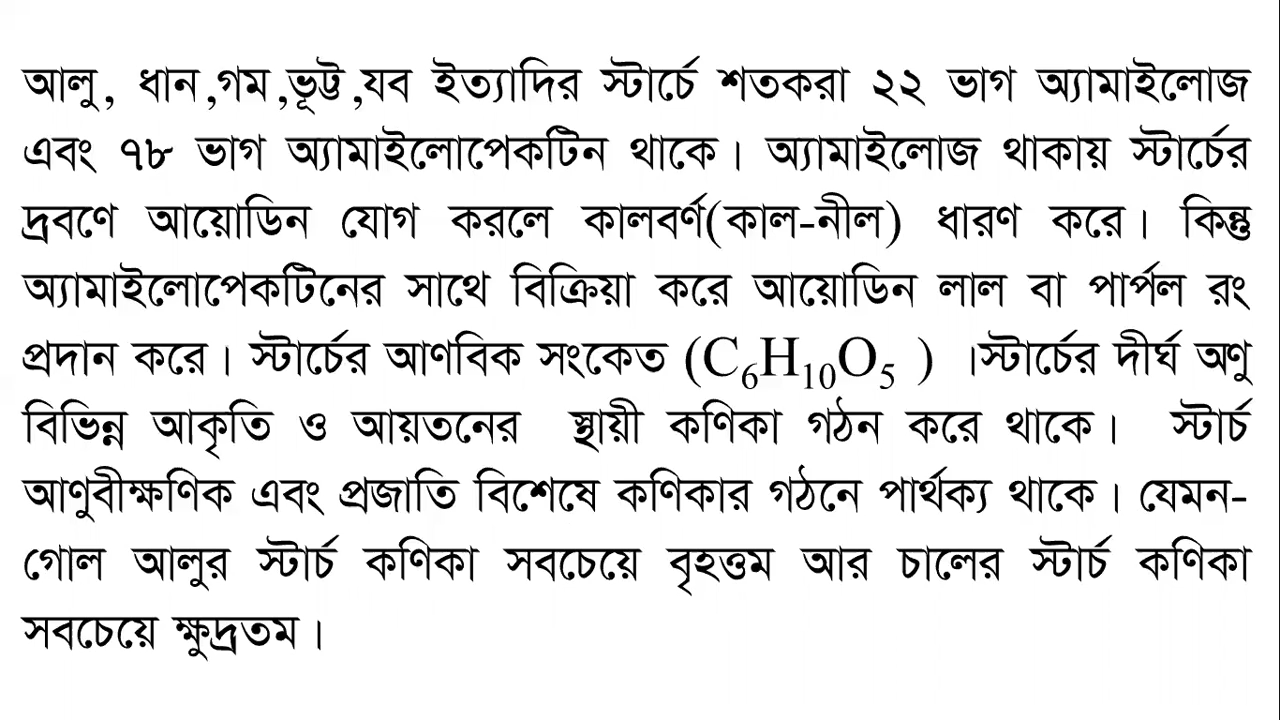 আলু, ধান ,গম ,ভূট্ট ,যব ইত্যাদির স্টার্চে শতকরা ২২ ভাগ অ্যামাইলোজ
এবং ৭৮ ভাগ অ্যামাইলোপেকটিন থাকে। অ্যামাইলোজ থাকায় স্টার্চের
দ্রবণে আয়োডিন যোগ করলে কালবর্ণ(কাল-নীল) ধারণ করে। কিন্তু
অ্যামাইলোপেকটিনের সাথে বিক্রিয়া করে আয়োডিন লাল বা পার্পল রং
প্রদান করে। স্টার্চের আণবিক সংকেত (C₆H₁₀O₅ ) ।স্টার্চের দীর্ঘ অণু
বিভিন্ন আকৃতি ও আয়তনের স্থায়ী কণিকা গঠন করে থাকে। স্টার্চ
আণুবীক্ষণিক এবং প্রজাতি বিশেষে কণিকার গঠনে পার্থক্য থাকে। যেমন-
গোল আলুর স্টার্চ কণিকা সবচেয়ে বৃহত্তম আর চালের স্টার্চ কণিকা
সবচেয়ে ক্ষুদ্রতম।